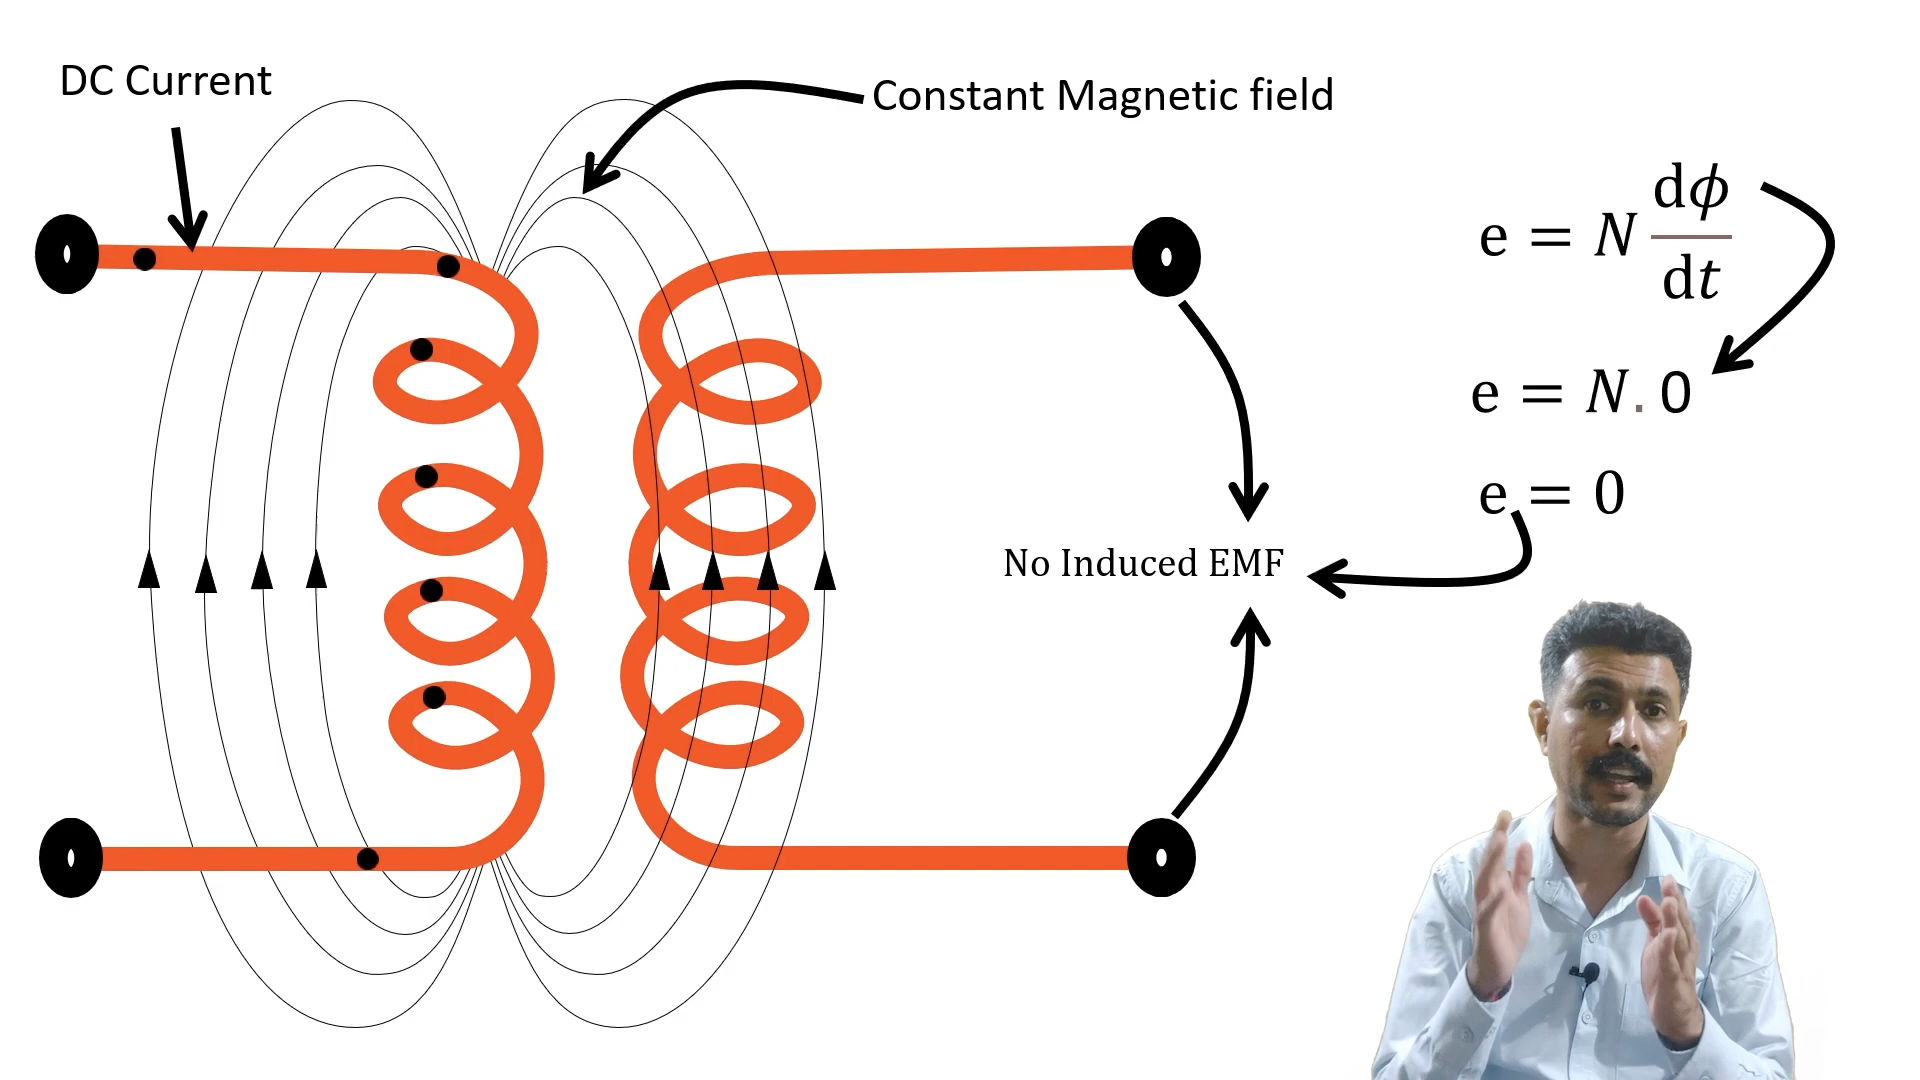 DC Current
Constant Magnetic field
e = N dϕ/dt
e = N. 0
e = 0
No Induced EMF